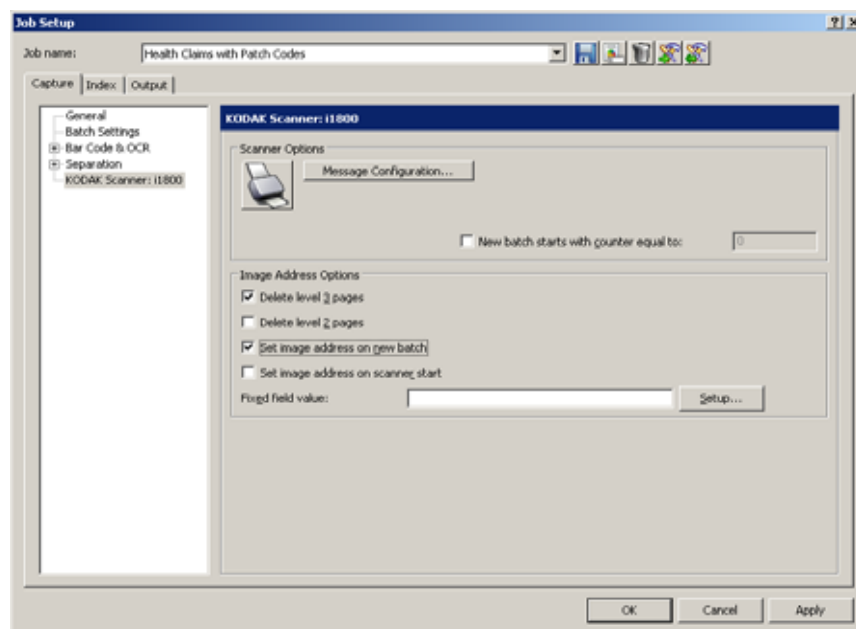 Job Setup
Job name: Health Claims with Patch Codes
Capture Index Output
General
Batch Settings
Bar Code & OCR
Separation
KODAK Scanner: i1800
KODAK Scanner: i1800
Scanner Options
Message Configuration...
New batch starts with counter equal to: 0
Image Address Options
Delete level 3 pages
Delete level 2 pages
Set image address on new batch
Set image address on scanner start
Fixed field value: Setup...
OK Cancel Apply